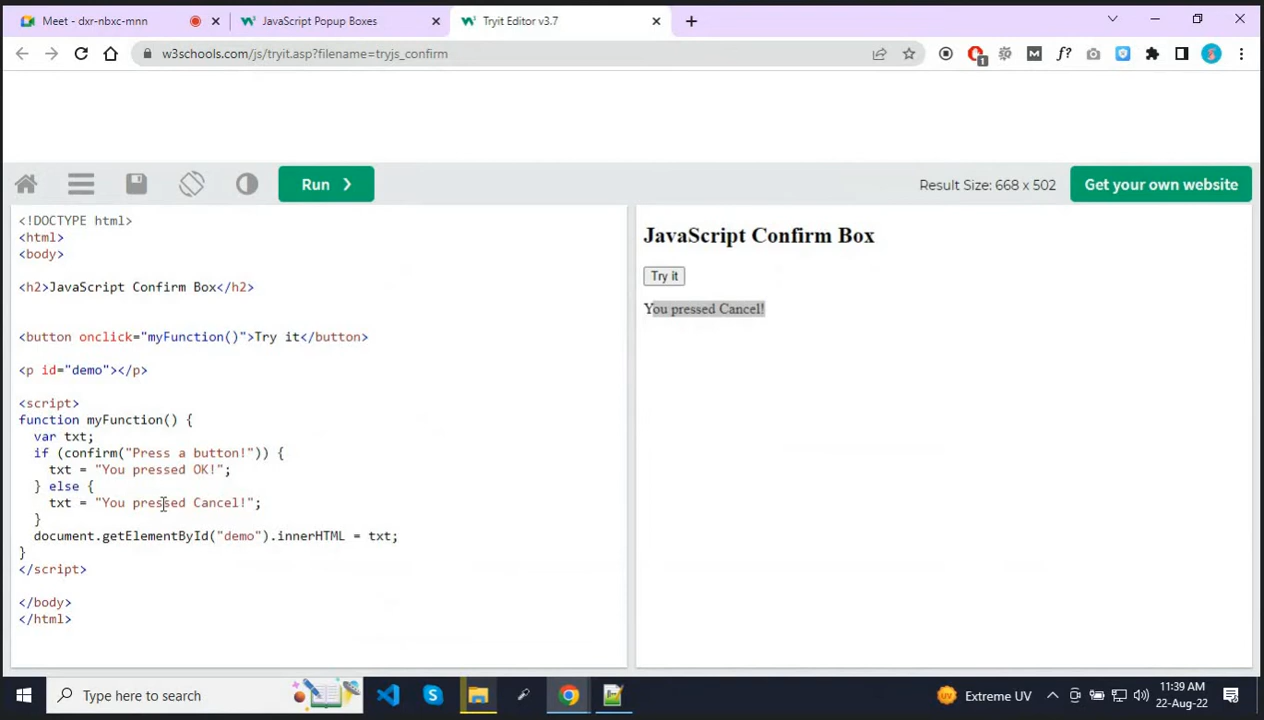 Meet - dxr-nbxc-mnn
JavaScript Popup Boxes
Tryit Editor v3.7
w3schools.com/js/tryit.asp?filename=tryjs_confirm
M
f?
1
Run
Result Size: 668 x 502
Get your own website
<!DOCTYPE html>
<html>
<body>
<h2>JavaScript Confirm Box</h2>
<button onclick="myFunction()">Try it</button>
<p id="demo"></p>
<script>
function myFunction() {
var txt;
if (confirm("Press a button!")) {
txt = "You pressed OK!";
} else {
txt = "You pressed Cancel!";
}
document.getElementById("demo").innerHTML = txt;
}
</script>
</body>
</html>
JavaScript Confirm Box
Try it
You pressed Cancel!
Type here to search
Extreme UV
11:39 AM
22-Aug-22